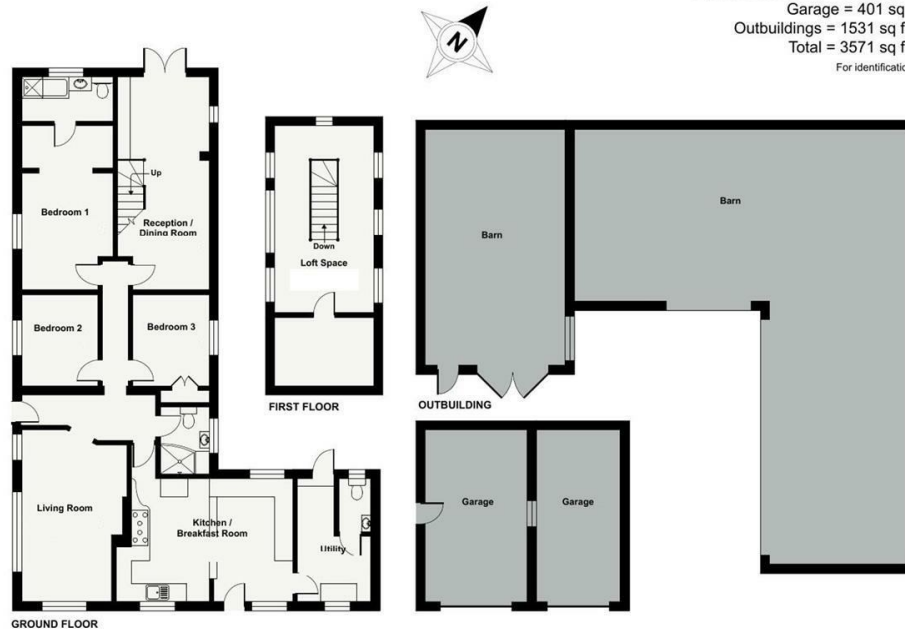 Garage = 401 sq
Outbuildings = 1531 sq f
Total = 3571 sq f
For identificatio
N
Up
Bedroom 1
Reception /
Dining Room
Bedroom 2
Bedroom 3
Living Room
Kitchen /
Breakfast Room
Utility
GROUND FLOOR
Down
Loft Space
FIRST FLOOR
Barn
Barn
OUTBUILDING
Garage
Garage